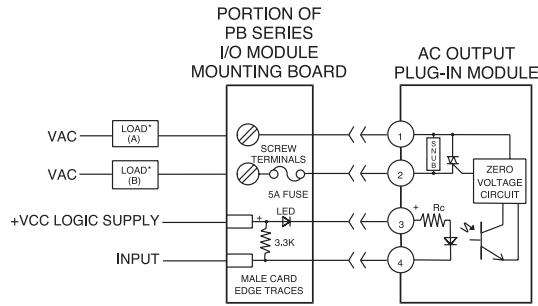 PORTION OF
PB SERIES
I/O MODULE
MOUNTING BOARD
AC OUTPUT
PLUG-IN MODULE
VAC
LOAD*
(A)
SCREW
TERMINALS
1
SNUB
VAC
LOAD*
(B)
5A FUSE
2
ZERO
VOLTAGE
CIRCUIT
+VCC LOGIC SUPPLY
+
LED
3
+
Rc
3.3K
INPUT
4
MALE CARD
EDGE TRACES